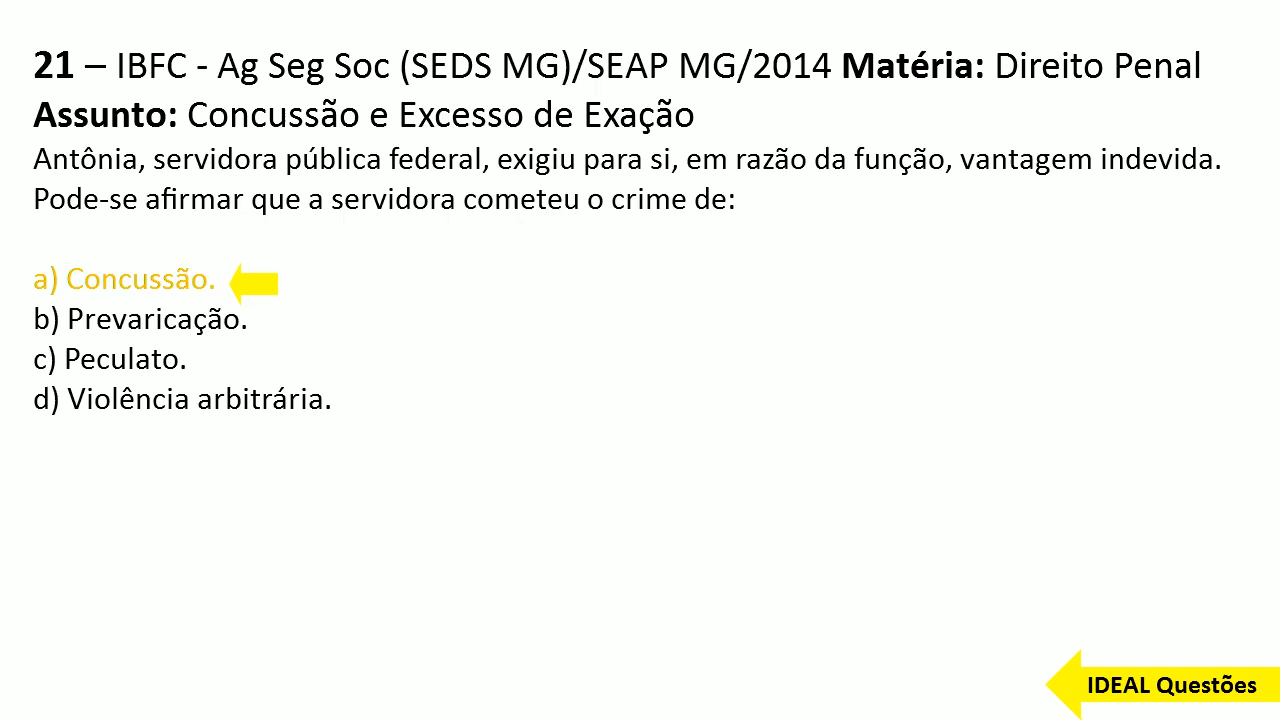 21 – IBFC - Ag Seg Soc (SEDS MG)/SEAP MG/2014 Matéria: Direito Penal
Assunto: Concussão e Excesso de Exação
Antônia, servidora pública federal, exigiu para si, em razão da função, vantagem indevida.
Pode-se afirmar que a servidora cometeu o crime de:
a) Concussão.
b) Prevaricação.
c) Peculato.
d) Violência arbitrária.
IDEAL Questões